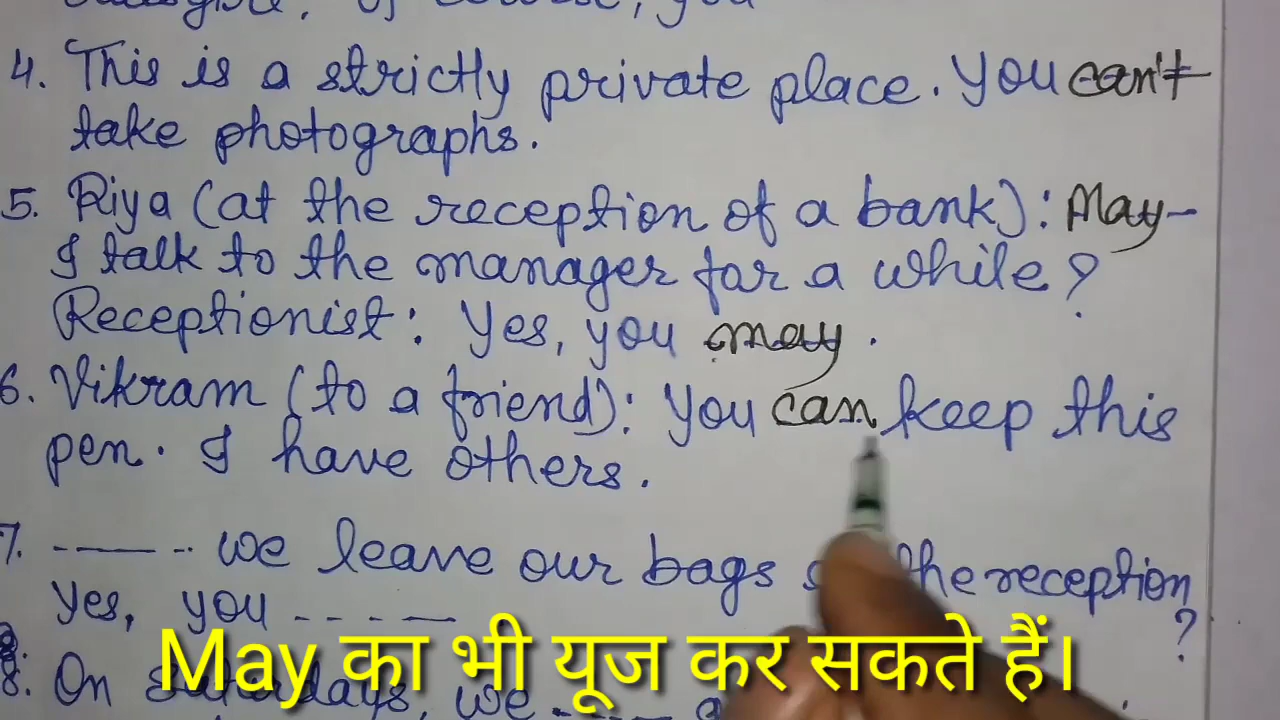 4. This is a strictly private place. You can't
take photographs.
5. Riya (at the reception of a bank): May
I talk to the manager for a while?
Receptionist: Yes, you may.
6. Vikram (to a friend): You can keep this
pen. I have others.
7. ------ we leave our bags the reception?
Yes, you ------
8. On Saturdays, we ------
May का भी यूज कर सकते हैं।